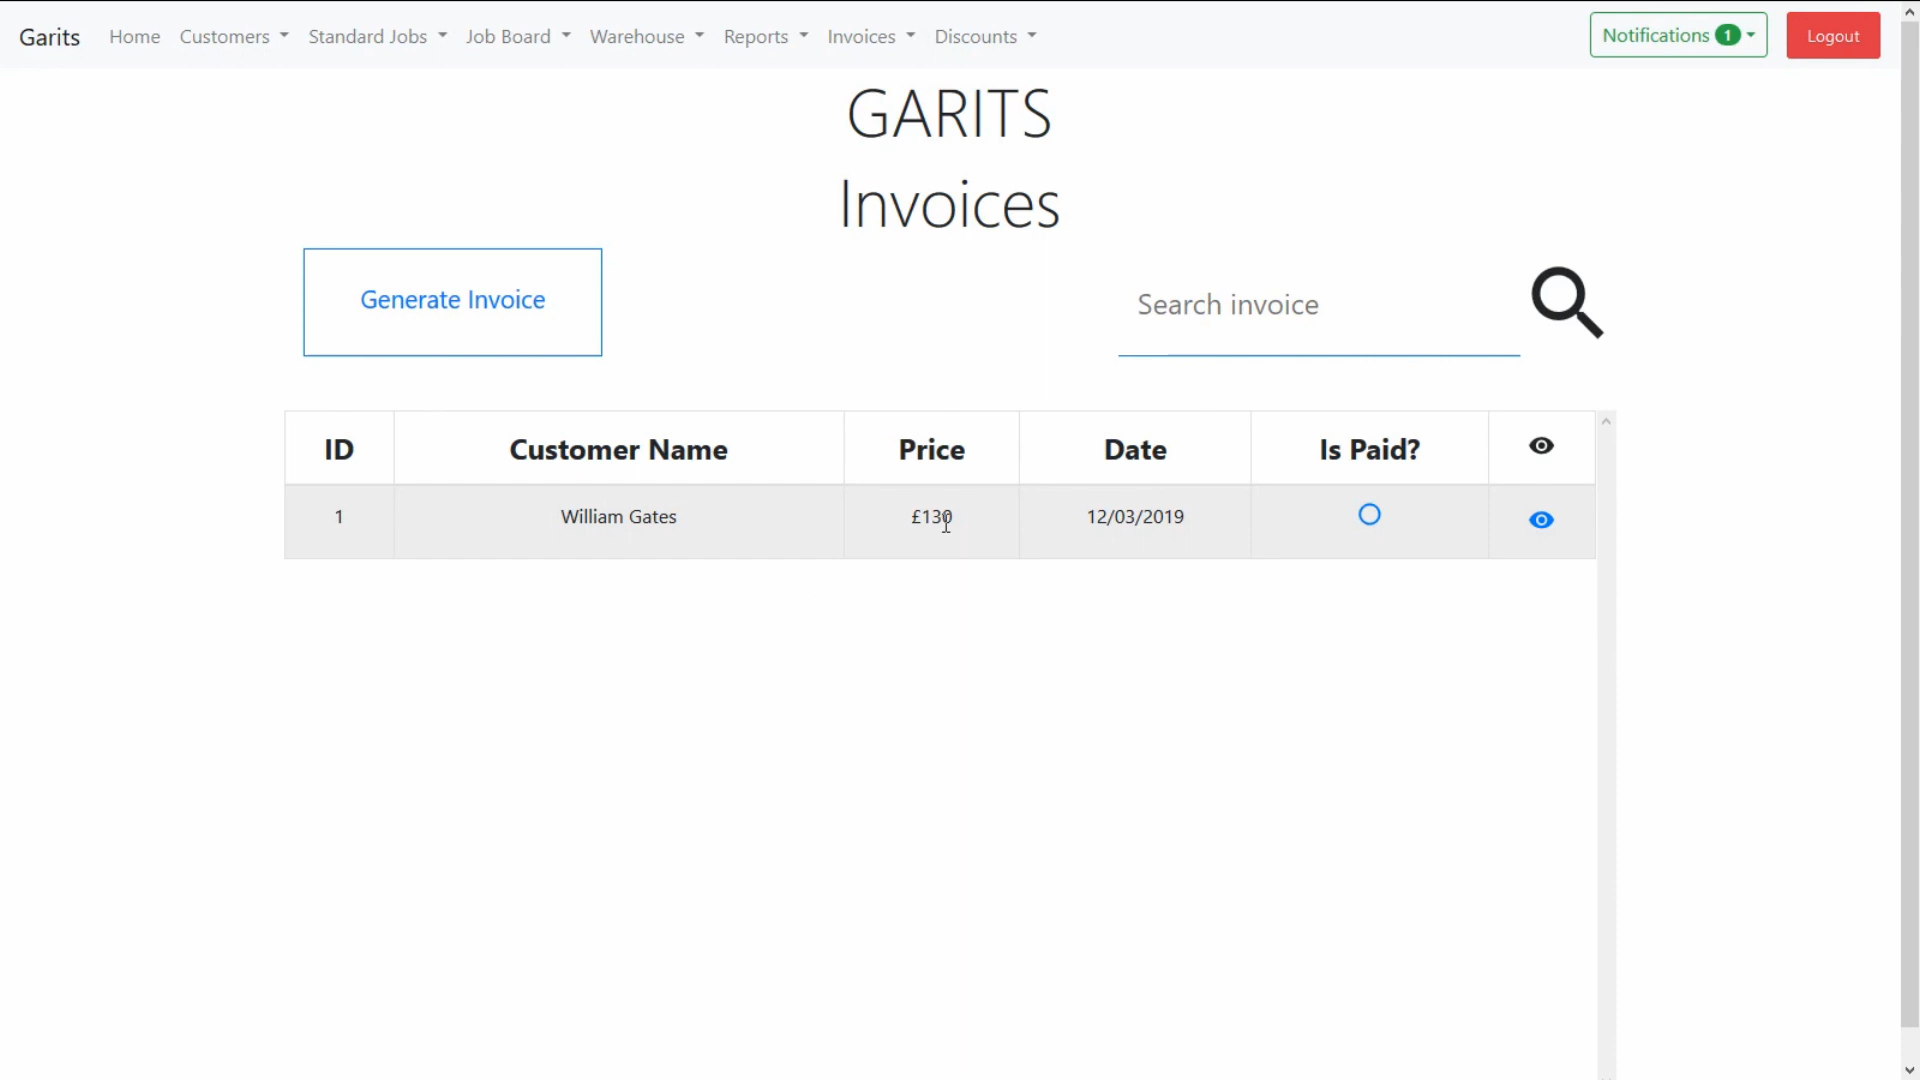 Garits Home Customers Standard Jobs Job Board Warehouse Reports Invoices Discounts Notifications 1 Logout
GARITS
Invoices
Generate Invoice
Search invoice
ID Customer Name Price Date Is Paid?
1 William Gates £130 12/03/2019